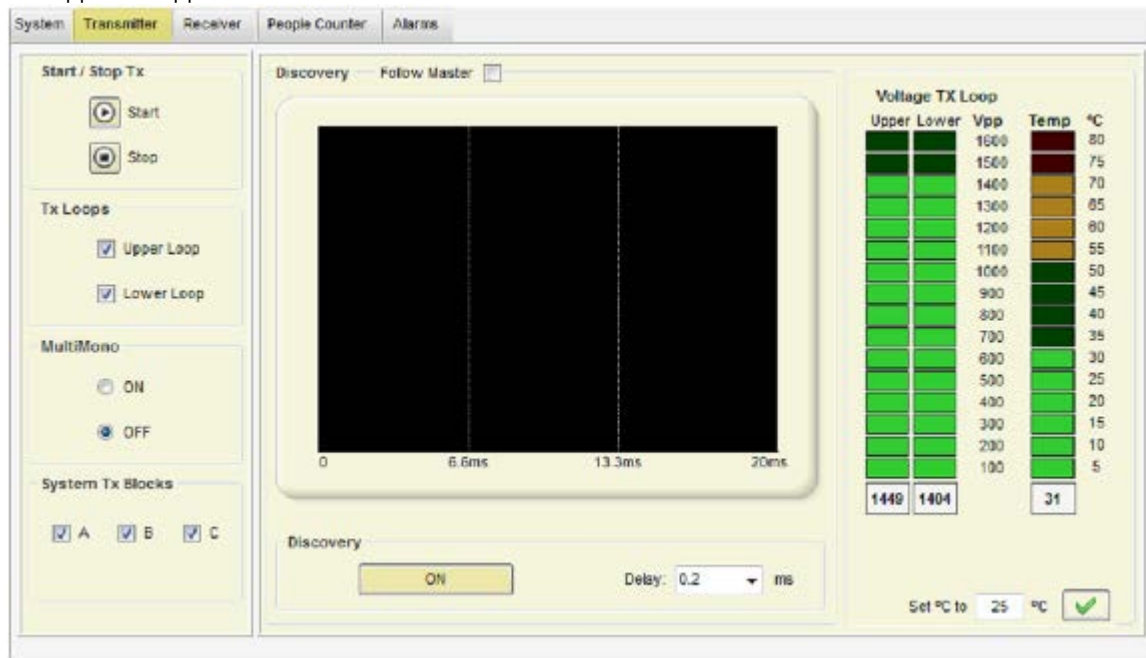 System Transmitter Receiver People Counter Alarms
Start / Stop Tx
Start
Stop
Tx Loops
Upper Loop
Lower Loop
MultiMono
ON
OFF
System Tx Blocks
A B C
Discovery Follow Master
0 6.6ms 13.3ms 20ms
Discovery
ON Delay: 0.2 ms
Voltage TX Loop
Upper Lower Vpp Temp ºC
1600 80
1500 75
1400 70
1300 65
1200 60
1100 55
1000 50
900 45
800 40
700 35
600 30
500 25
400 20
300 15
200 10
100 5
1449 1404 31
Set ºC to 25 ºC